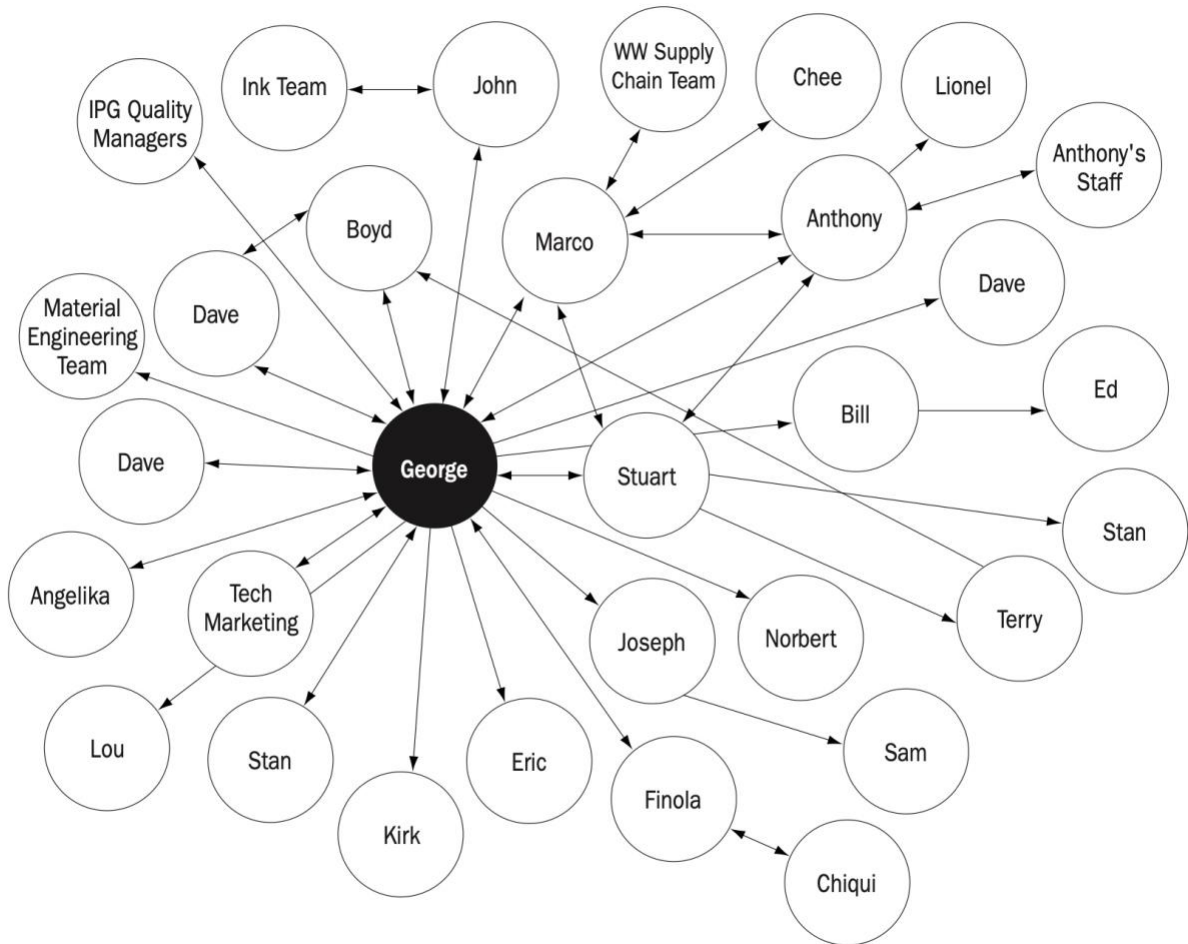 WW Supply
Chain Team
Chee
Ink Team
John
Lionel
IPG Quality
Managers
Anthony's
Staff
Boyd
Marco
Anthony
Dave
Dave
Material
Engineering
Team
Ed
Bill
Dave
George
Stuart
Stan
Angelika
Tech
Marketing
Terry
Joseph
Norbert
Lou
Stan
Eric
Sam
Finola
Kirk
Chiqui